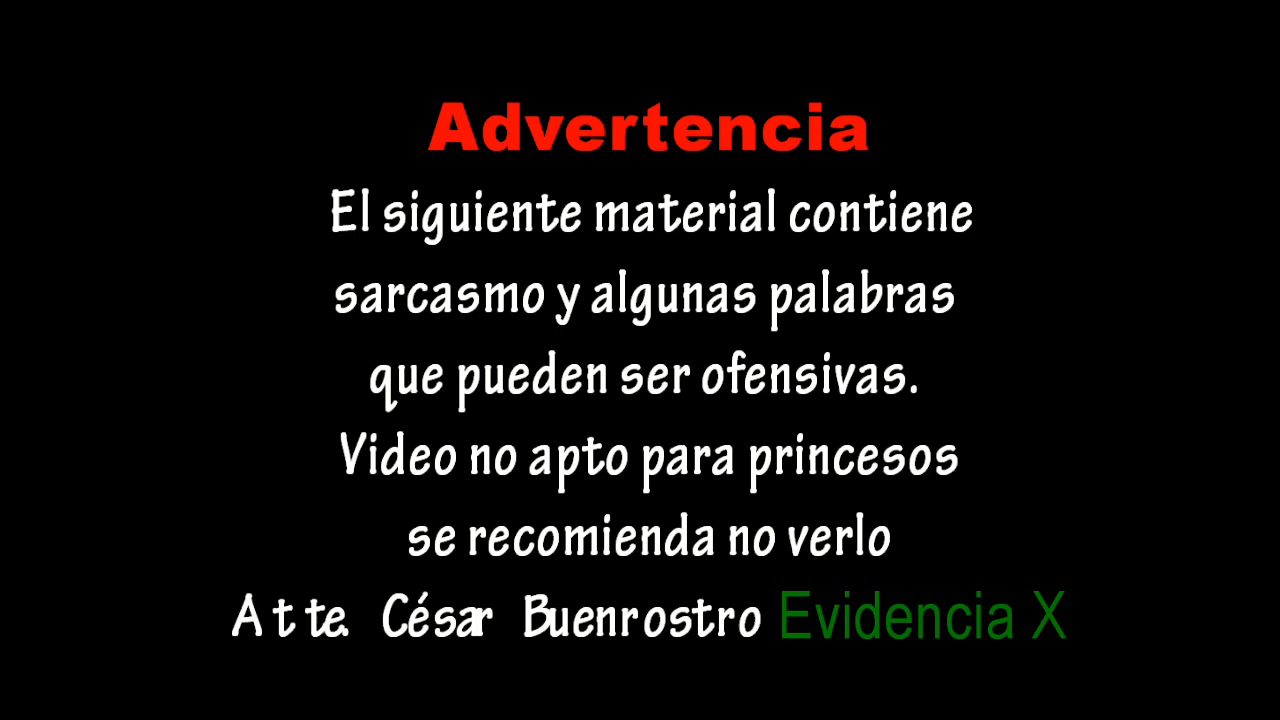 Advertencia
El siguiente material contiene
sarcasmo y algunas palabras
que pueden ser ofensivas.
Video no apto para princesos
se recomienda no verlo
Atte. César Buenrostro Evidencia X